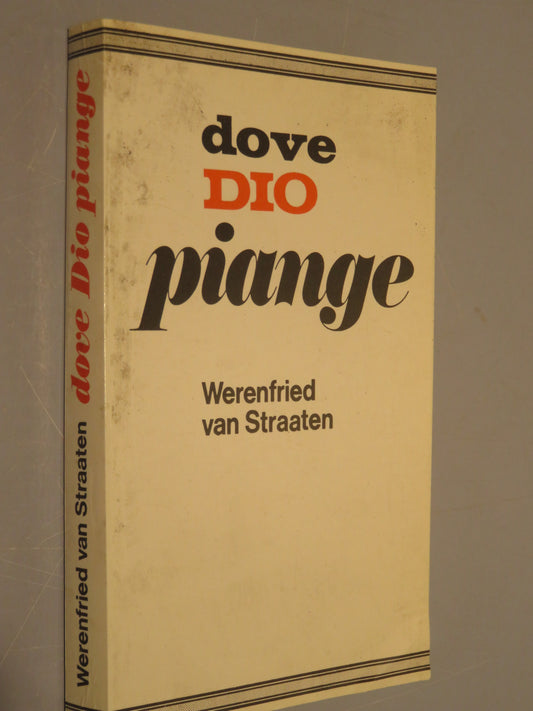 dove
DIO
piange
Werenfried
van Straaten
Werenfried van Straaten dove Dio piange